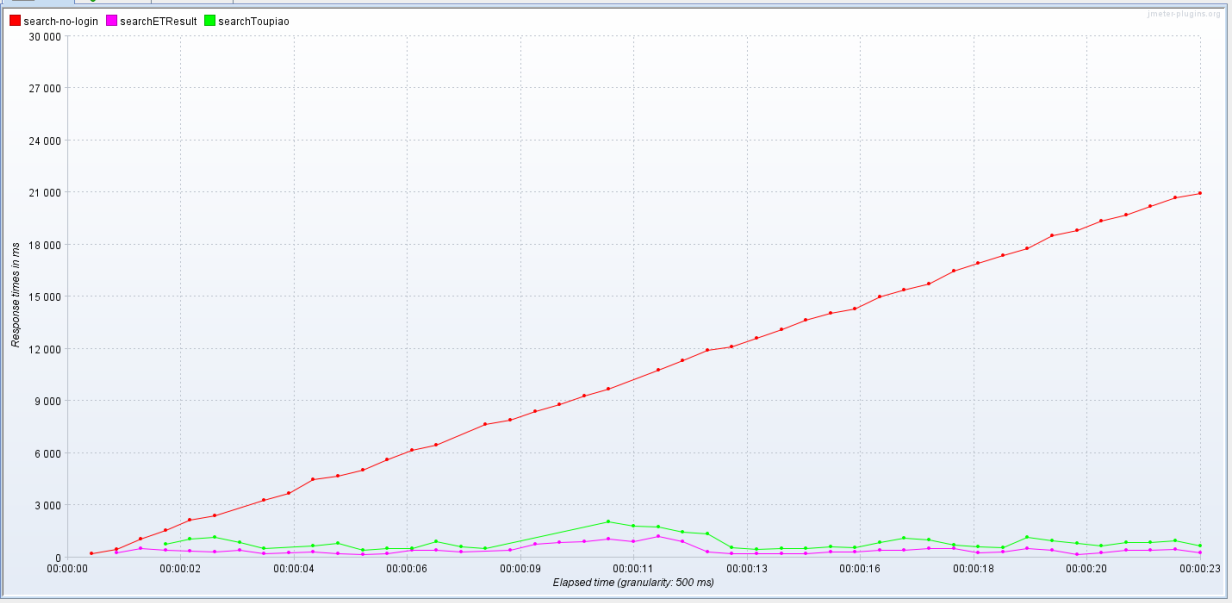 jmeter-plugins.org
search-no-login searchETResult searchToupiao
30 000
27 000
24 000
21 000
18 000
15 000
12 000
9 000
6 000
3 000
0
Response times in ms
00:00:00 00:00:02 00:00:04 00:00:06 00:00:09 00:00:11 00:00:13 00:00:16 00:00:18 00:00:20 00:00:23
Elapsed time (granularity: 500 ms)